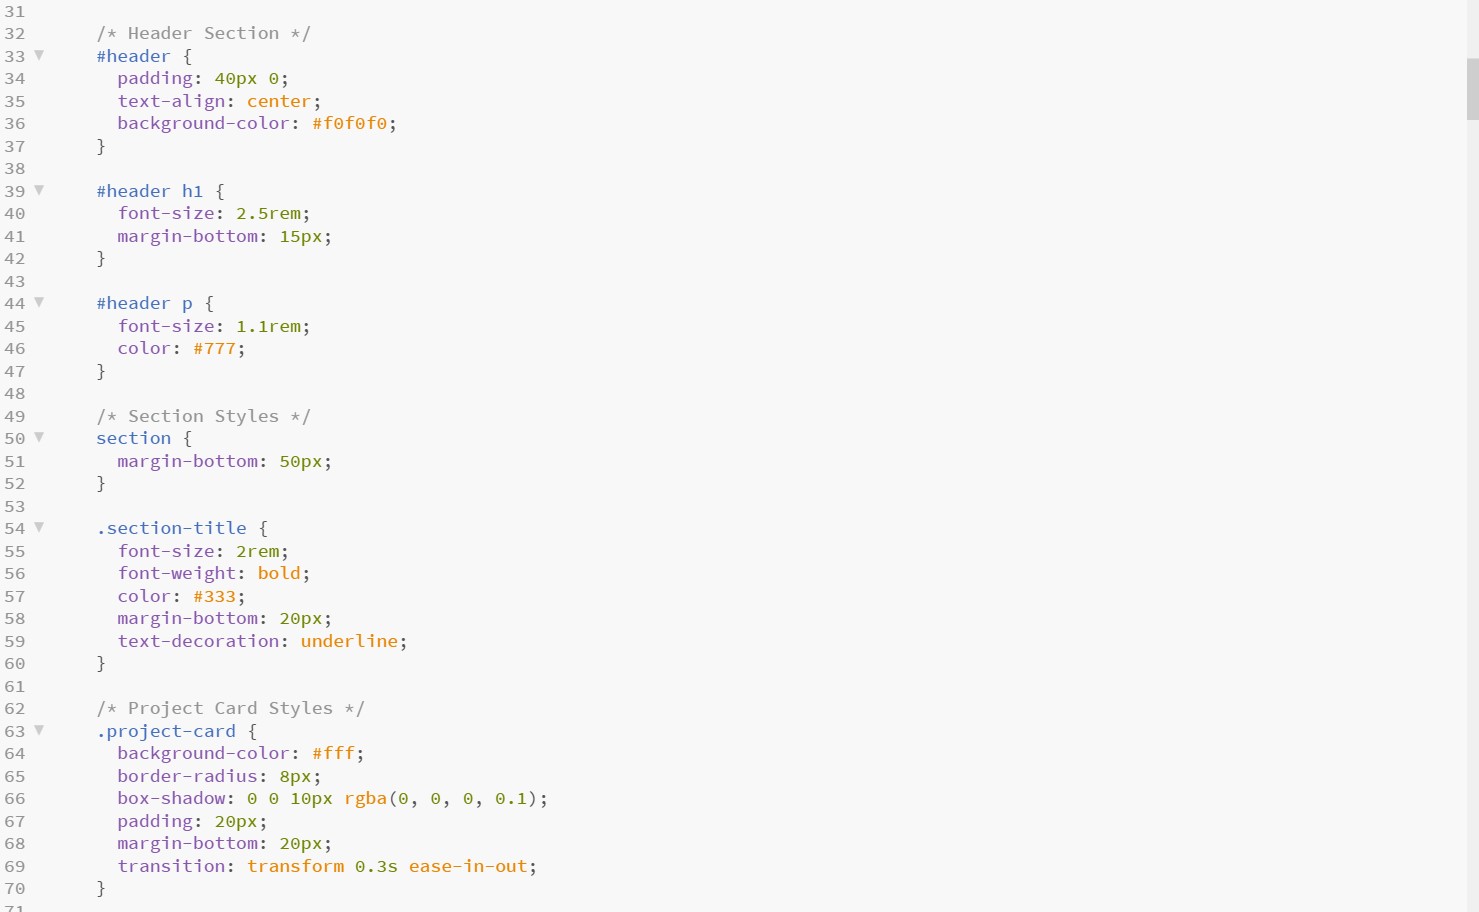 31
32 /* Header Section */
33 #header {
34 padding: 40px 0;
35 text-align: center;
36 background-color: #f0f0f0;
37 }
38
39 #header h1 {
40 font-size: 2.5rem;
41 margin-bottom: 15px;
42 }
43
44 #header p {
45 font-size: 1.1rem;
46 color: #777;
47 }
48
49 /* Section Styles */
50 section {
51 margin-bottom: 50px;
52 }
53
54 .section-title {
55 font-size: 2rem;
56 font-weight: bold;
57 color: #333;
58 margin-bottom: 20px;
59 text-decoration: underline;
60 }
61
62 /* Project Card Styles */
63 .project-card {
64 background-color: #fff;
65 border-radius: 8px;
66 box-shadow: 0 0 10px rgba(0, 0, 0, 0.1);
67 padding: 20px;
68 margin-bottom: 20px;
69 transition: transform 0.3s ease-in-out;
70 }
71